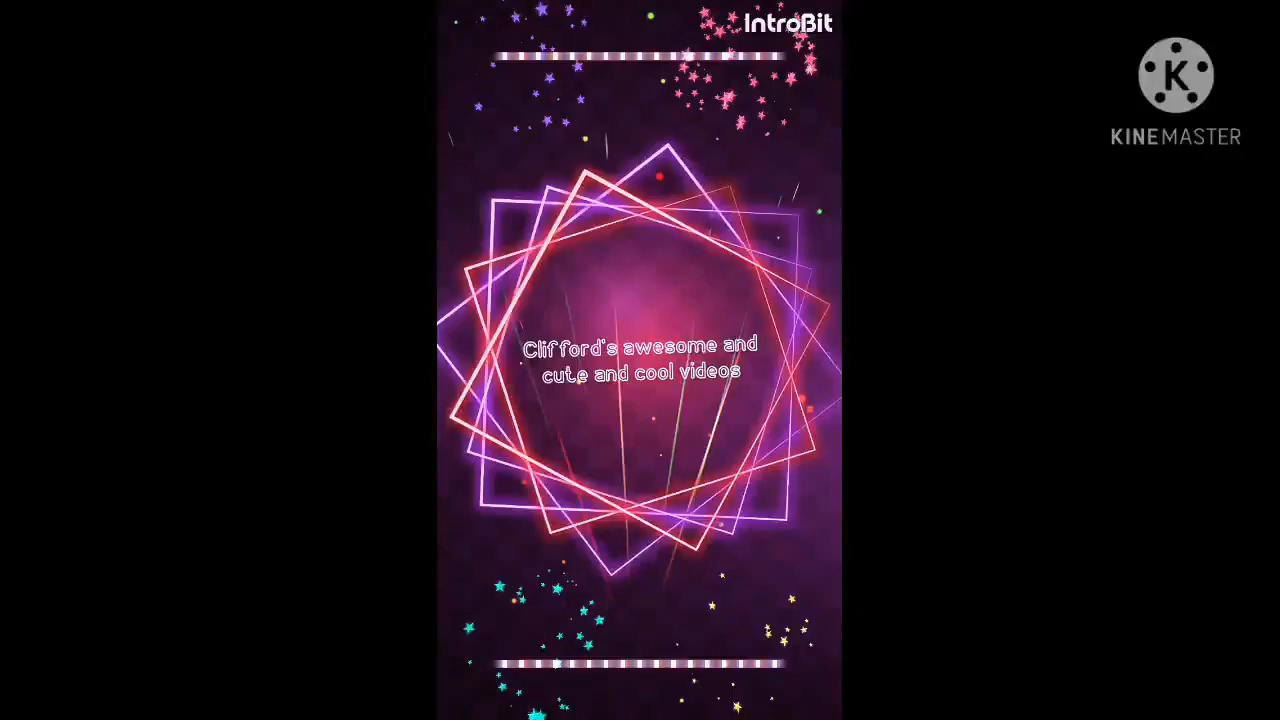 IntroBit
K
KINEMASTER
Clifford's awesome and
cute and cool videos